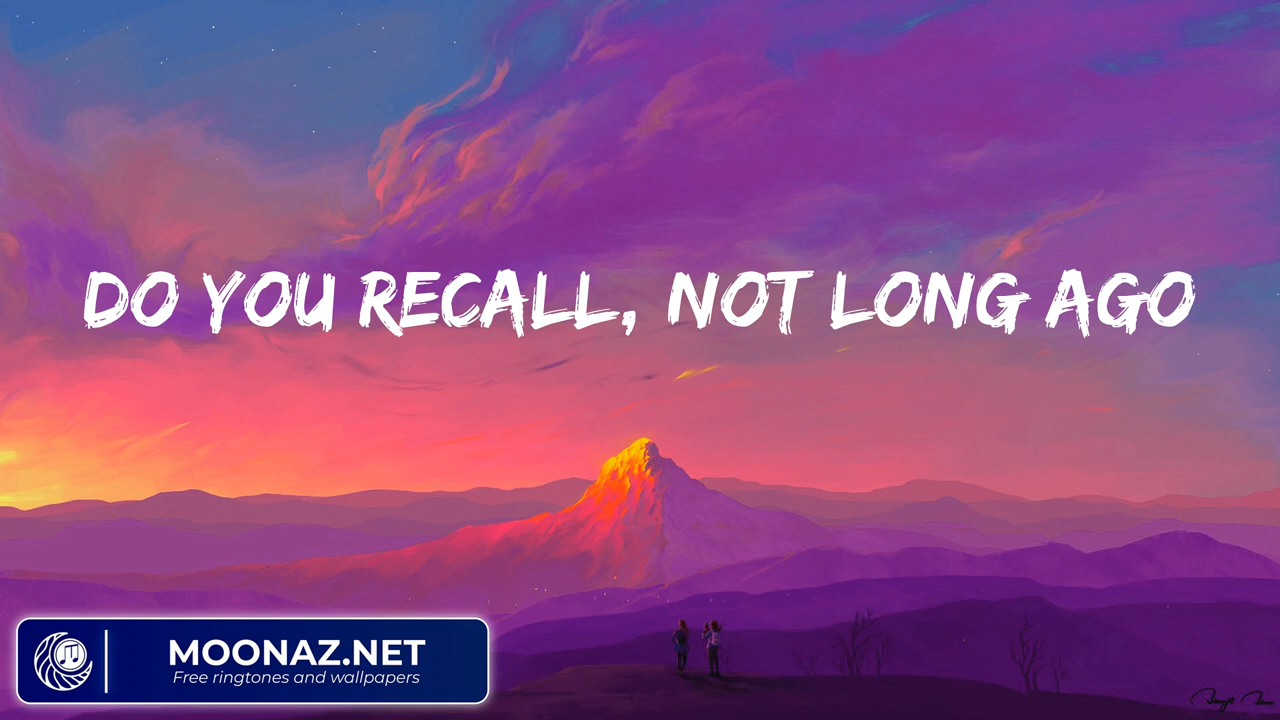 DO YOU RECALL, NOT LONG AGO
MOONAZ.NET
Free ringtones and wallpapers